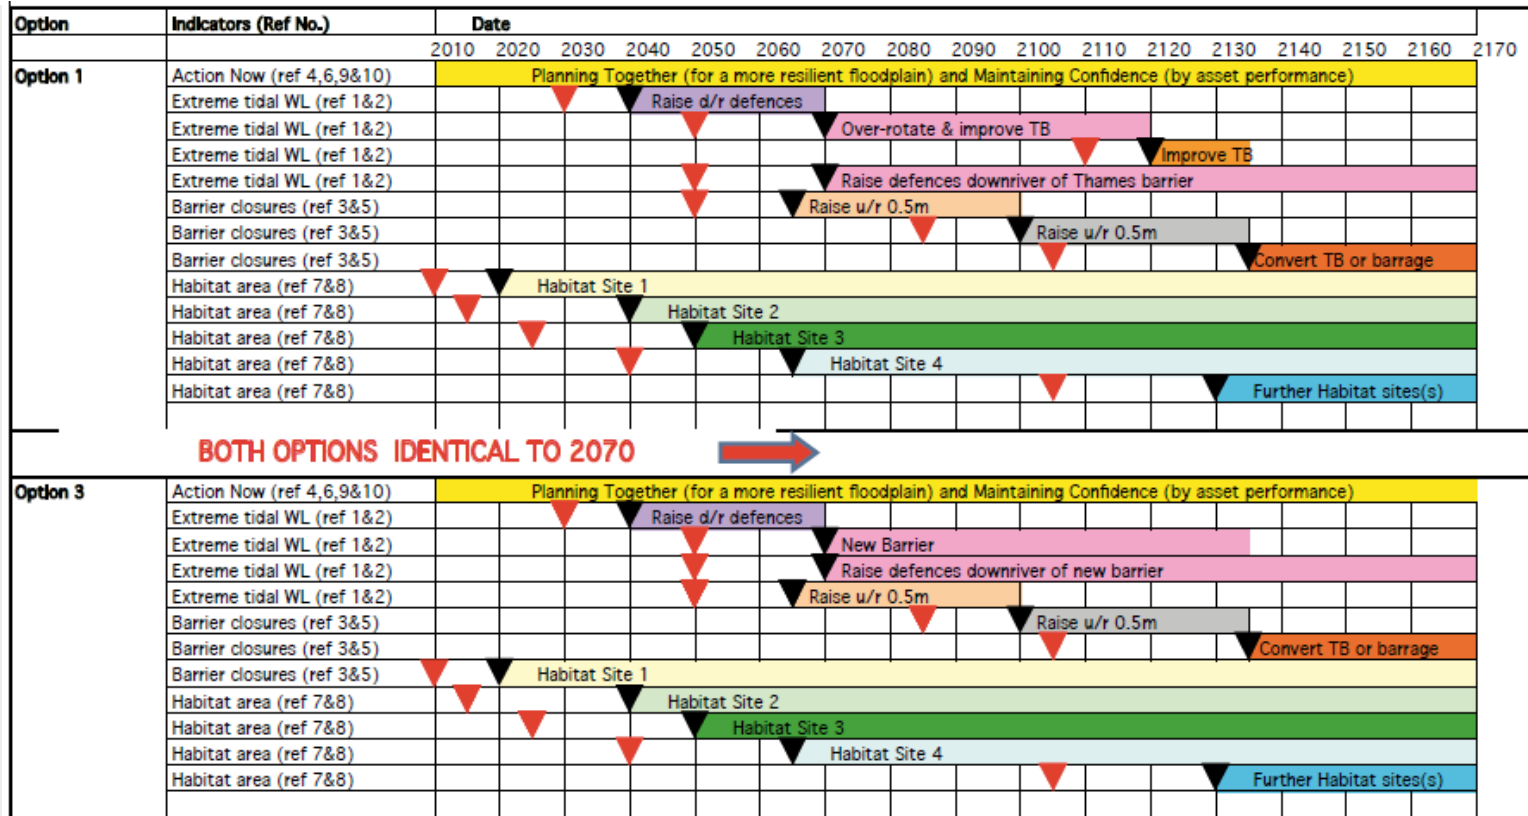 Option Indicators (Ref No.) Date
2010 2020 2030 2040 2050 2060 2070 2080 2090 2100 2110 2120 2130 2140 2150 2160 2170
Option 1 Action Now (ref 4,6,9&10) Planning Together (for a more resilient floodplain) and Maintaining Confidence (by asset performance)
Extreme tidal WL (ref 1&2) Raise d/r defences
Extreme tidal WL (ref 1&2) Over-rotate & improve TB
Extreme tidal WL (ref 1&2) Improve TB
Extreme tidal WL (ref 1&2) Raise defences downriver of Thames barrier
Barrier closures (ref 3&5) Raise u/r 0.5m
Barrier closures (ref 3&5) Raise u/r 0.5m
Barrier closures (ref 3&5) Convert TB or barrage
Habitat area (ref 7&8) Habitat Site 1
Habitat area (ref 7&8) Habitat Site 2
Habitat area (ref 7&8) Habitat Site 3
Habitat area (ref 7&8) Habitat Site 4
Habitat area (ref 7&8) Further Habitat sites(s)
BOTH OPTIONS IDENTICAL TO 2070
Option 3 Action Now (ref 4,6,9&10) Planning Together (for a more resilient floodplain) and Maintaining Confidence (by asset performance)
Extreme tidal WL (ref 1&2) Raise d/r defences
Extreme tidal WL (ref 1&2) New Barrier
Extreme tidal WL (ref 1&2) Raise defences downriver of new barrier
Extreme tidal WL (ref 1&2) Raise u/r 0.5m
Barrier closures (ref 3&5) Raise u/r 0.5m
Barrier closures (ref 3&5) Convert TB or barrage
Barrier closures (ref 3&5) Habitat Site 1
Habitat area (ref 7&8) Habitat Site 2
Habitat area (ref 7&8) Habitat Site 3
Habitat area (ref 7&8) Habitat Site 4
Habitat area (ref 7&8) Further Habitat sites(s)